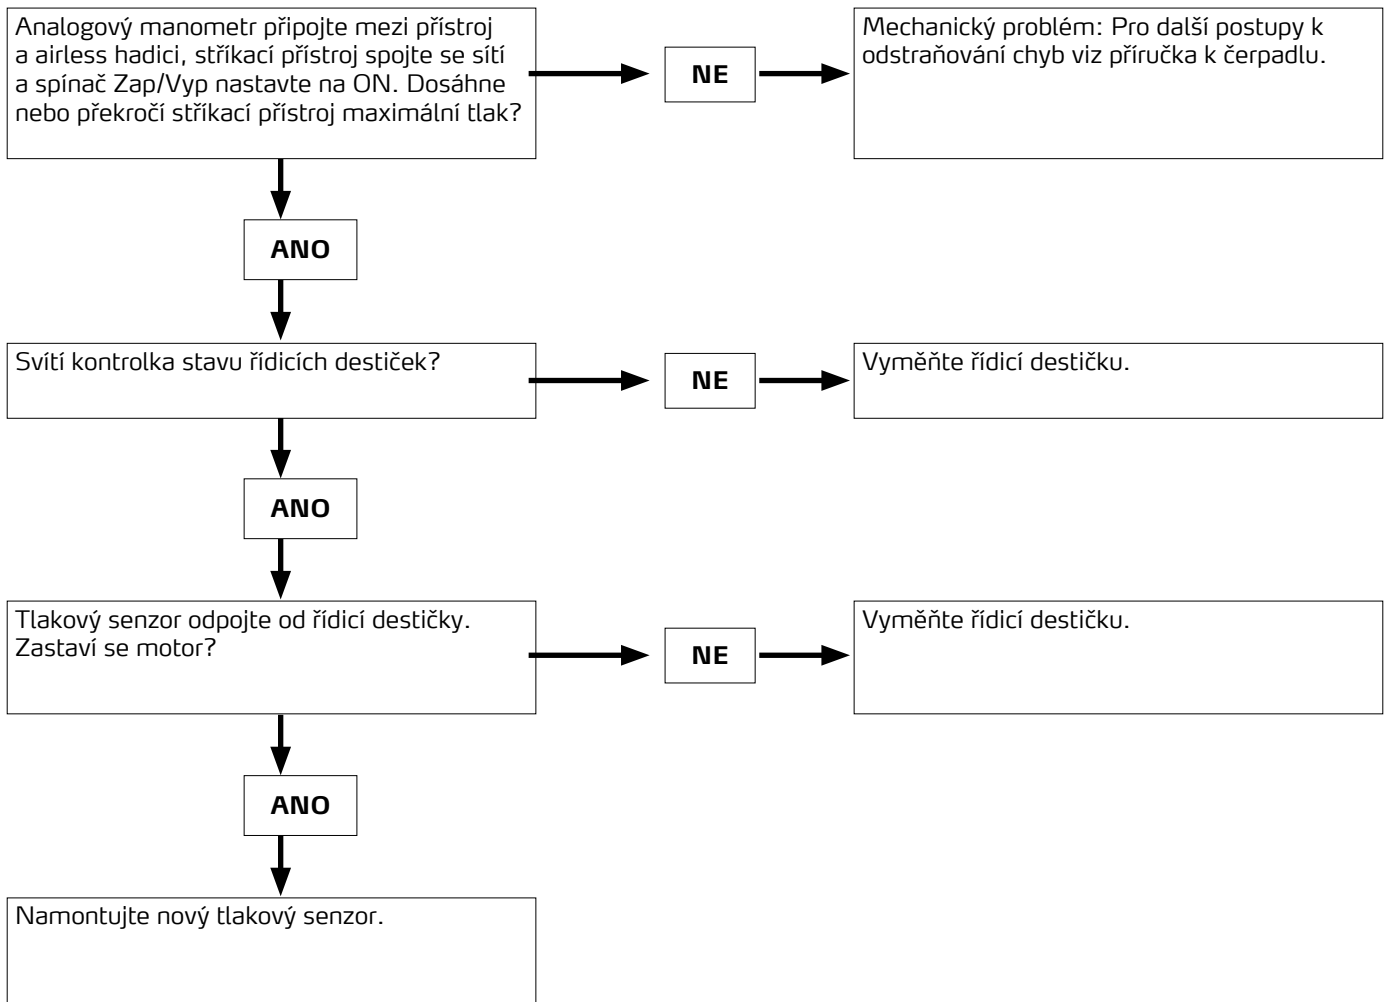 Analogový manometr připojte mezi přístroj
a airless hadici, stříkací přístroj spojte se sítí
a spínač Zap/Vyp nastavte na ON. Dosáhne
nebo překročí stříkací přístroj maximální tlak?
NE
Mechanický problém: Pro další postupy k
odstraňování chyb viz příručka k čerpadlu.
ANO
Svítí kontrolka stavu řídicích destiček?
NE
Vyměňte řídicí destičku.
ANO
Tlakový senzor odpojte od řídicí destičky.
Zastaví se motor?
NE
Vyměňte řídicí destičku.
ANO
Namontujte nový tlakový senzor.